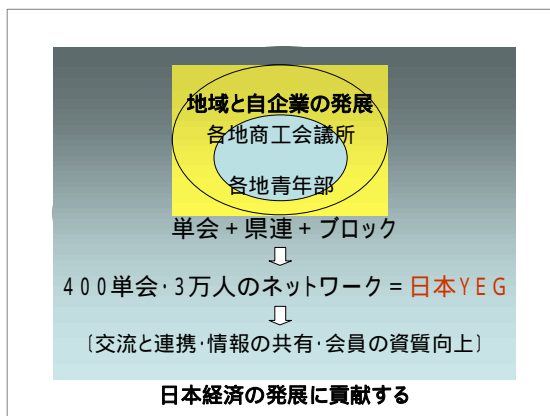 地域と自企業の発展
各地商工会議所
各地青年部
単会+県連+ブロック
400単会・3万人のネットワーク=日本YEG
〔交流と連携・情報の共有・会員の資質向上〕
日本経済の発展に貢献する